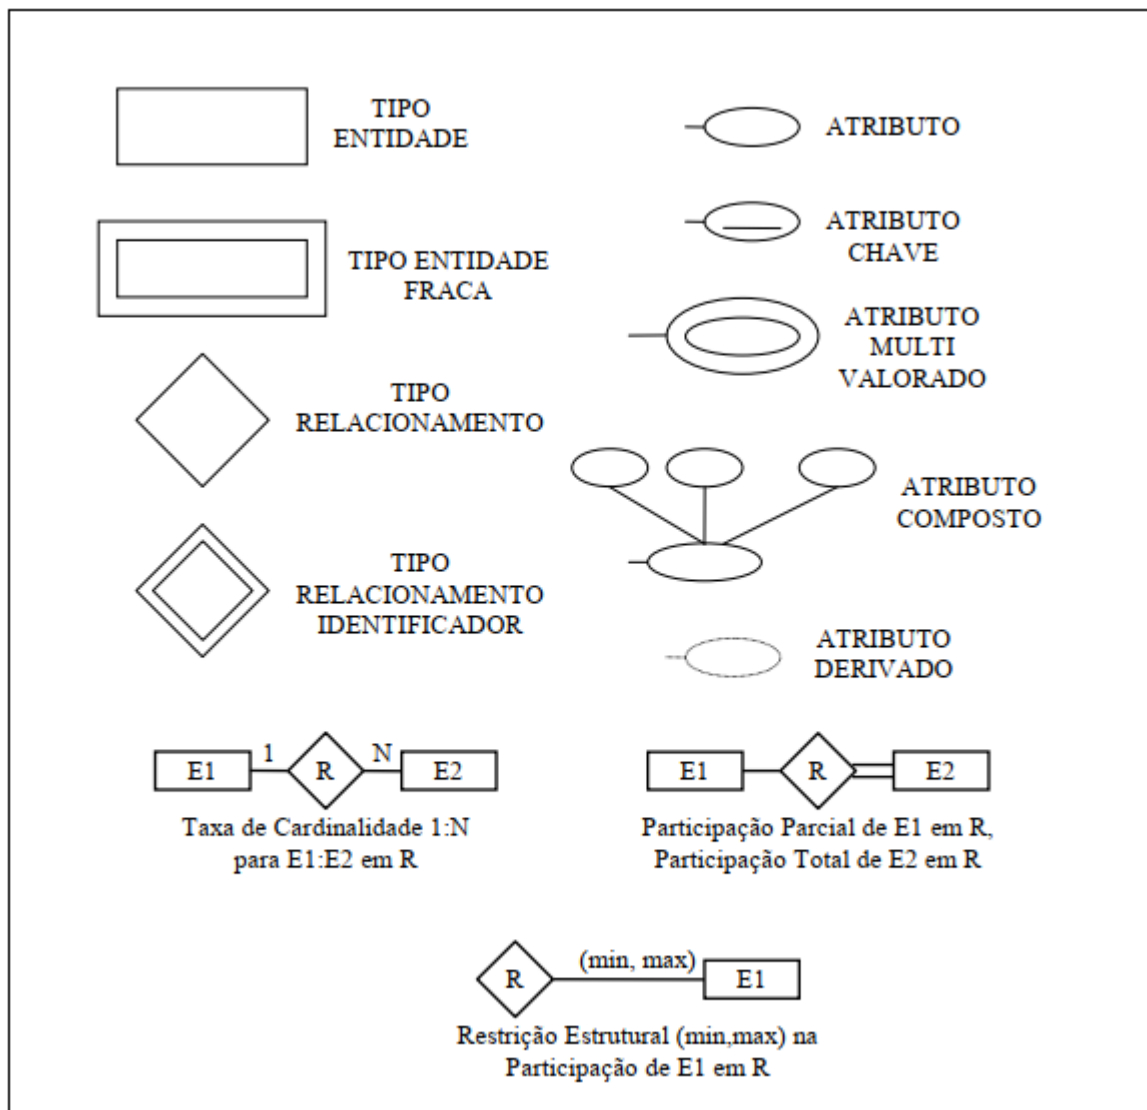 TIPO
ENTIDADE
ATRIBUTO
ATRIBUTO
CHAVE
TIPO ENTIDADE
FRACA
ATRIBUTO
MULTI
VALORADO
TIPO
RELACIONAMENTO
ATRIBUTO
COMPOSTO
TIPO
RELACIONAMENTO
IDENTIFICADOR
ATRIBUTO
DERIVADO
E1 1 R N E2
Taxa de Cardinalidade 1:N
para E1:E2 em R
E1 R E2
Participação Parcial de E1 em R,
Participação Total de E2 em R
R (min, max) E1
Restrição Estrutural (min,max) na
Participação de E1 em R